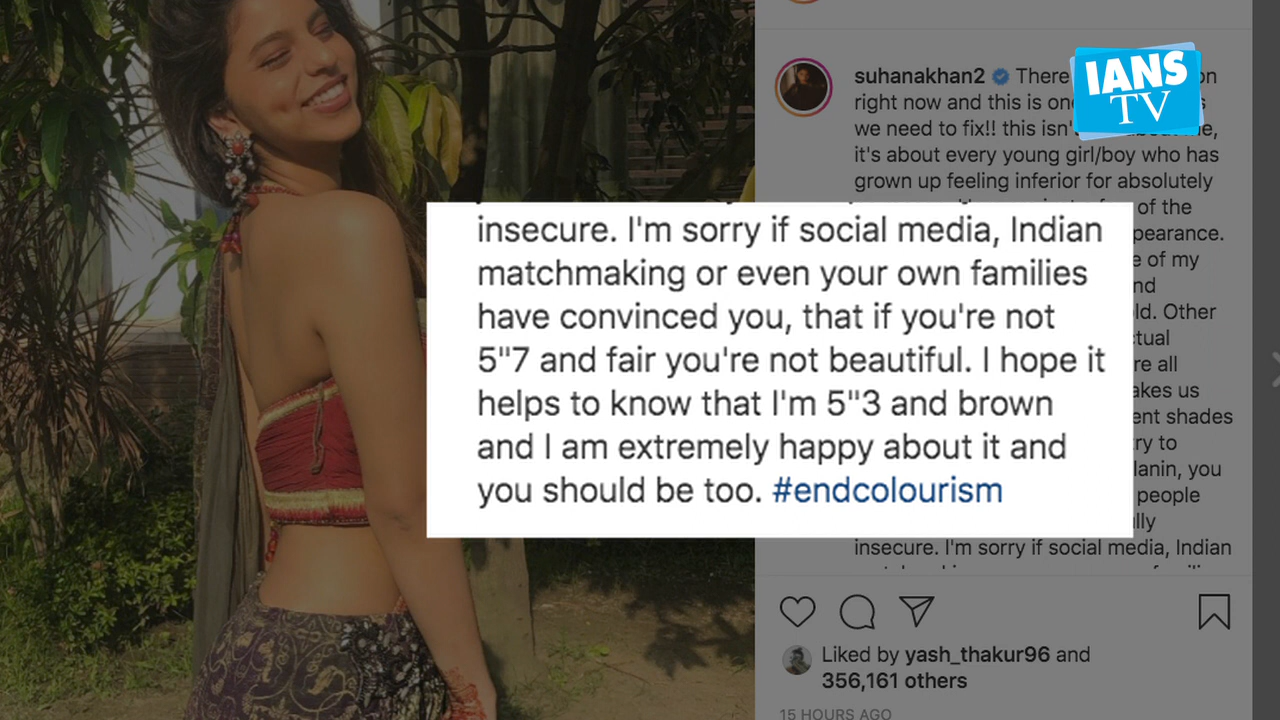 IANS
TV
suhanakhan2 There on
right now and this is one s
we need to fix!! this isn't
it's about every young girl/boy who has
grown up feeling inferior for absolutely
of the
pearance.
e of my
nd
ld. Other
ctual
re all
akes us
ent shades
ry to
lanin, you
people
lly
insecure. I'm sorry if social media, Indian
insecure. I'm sorry if social media, Indian
matchmaking or even your own families
have convinced you, that if you're not
5"7 and fair you're not beautiful. I hope it
helps to know that I'm 5"3 and brown
and I am extremely happy about it and
you should be too. #endcolourism
Liked by yash_thakur96 and
356,161 others
15 HOURS AGO